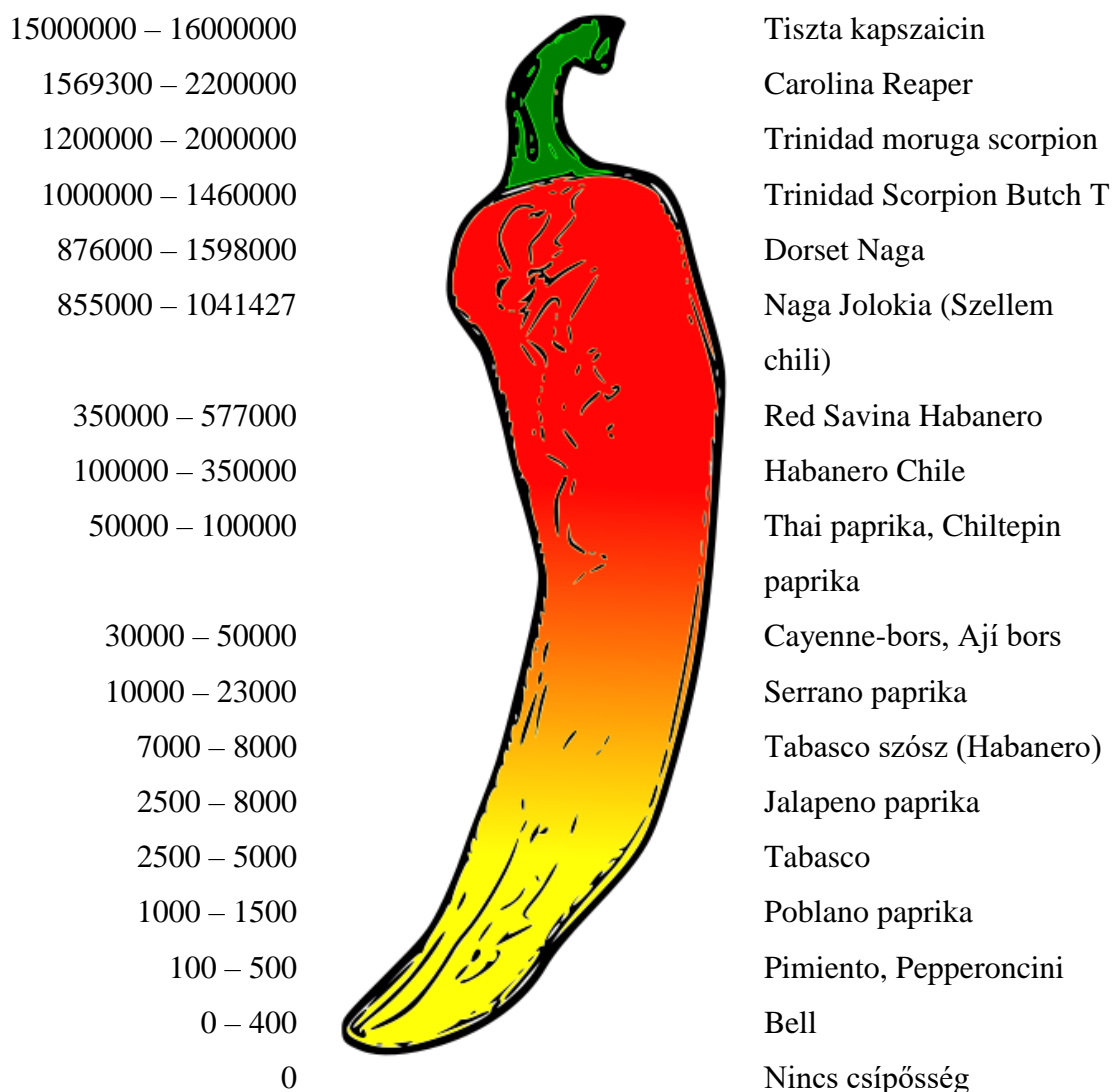 15000000 – 16000000 Tiszta kapszaicin
1569300 – 2200000 Carolina Reaper
1200000 – 2000000 Trinidad moruga scorpion
1000000 – 1460000 Trinidad Scorpion Butch T
876000 – 1598000 Dorset Naga
855000 – 1041427 Naga Jolokia (Szellem
chili)
350000 – 577000 Red Savina Habanero
100000 – 350000 Habanero Chile
50000 – 100000 Thai paprika, Chiltepin
paprika
30000 – 50000 Cayenne-bors, Ají bors
10000 – 23000 Serrano paprika
7000 – 8000 Tabasco szósz (Habanero)
2500 – 8000 Jalapeno paprika
2500 – 5000 Tabasco
1000 – 1500 Poblano paprika
100 – 500 Pimiento, Pepperoncini
0 – 400 Bell
0 Nincs csípősség